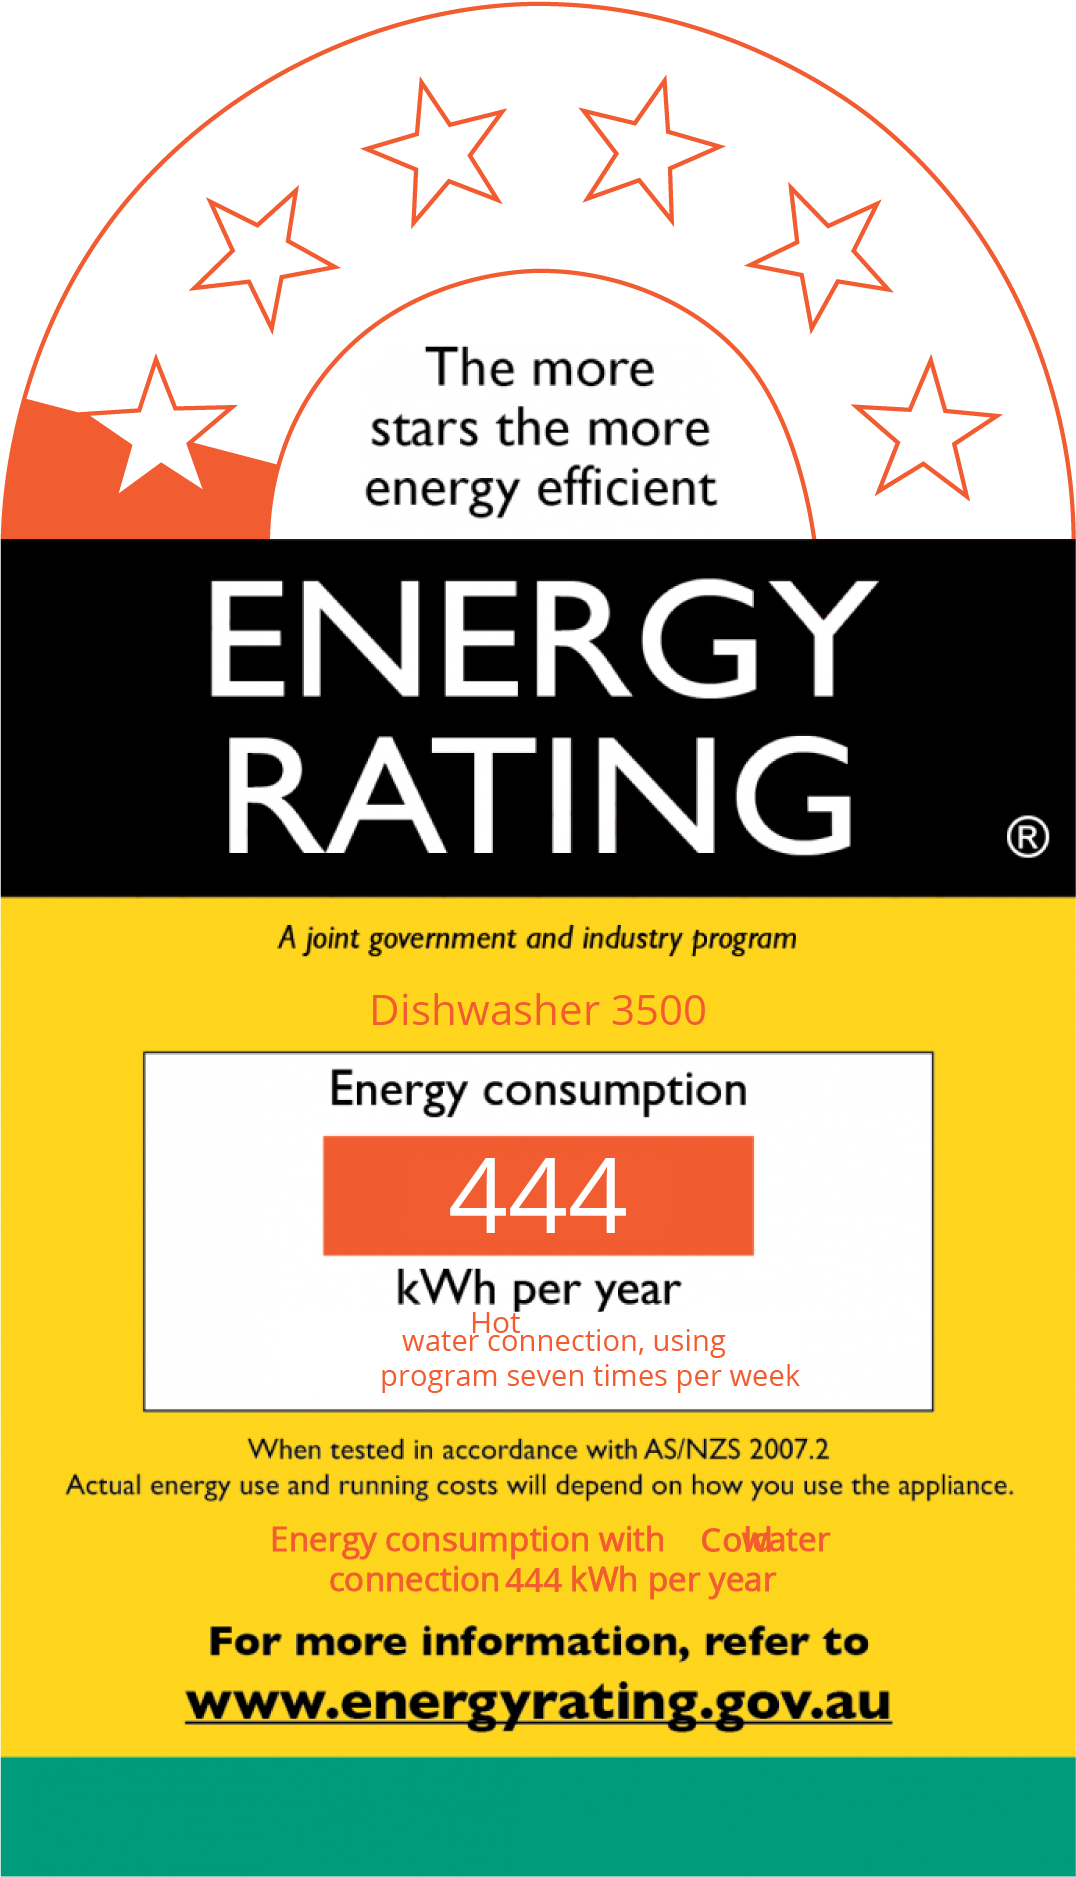 The more
stars the more
energy efficient
ENERGY
RATING
®
A joint government and industry program
Dishwasher 3500
Energy consumption
444
kWh per year
Hot
water connection, using
program seven times per week
When tested in accordance with AS/NZS 2007.2
Actual energy use and running costs will depend on how you use the appliance.
Energy consumption with Cold water
connection 444 kWh per year
For more information, refer to
www.energyrating.gov.au